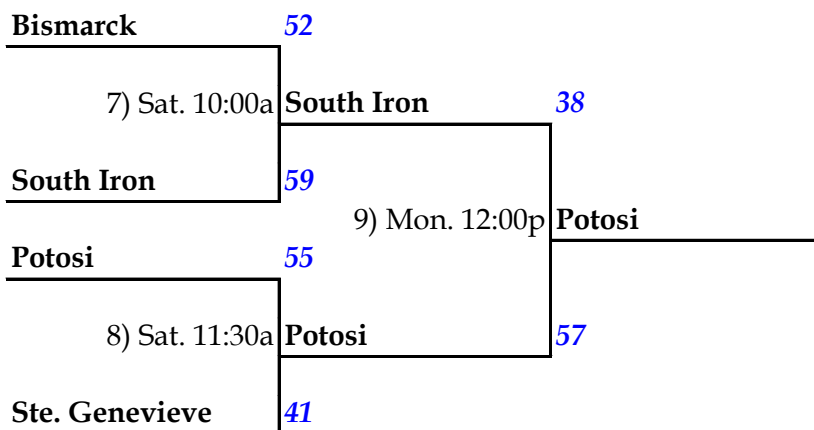 Bismarck 52
7) Sat. 10:00a South Iron 38
South Iron 59
9) Mon. 12:00p Potosi
Potosi 55
8) Sat. 11:30a Potosi 57
Ste. Genevieve 41